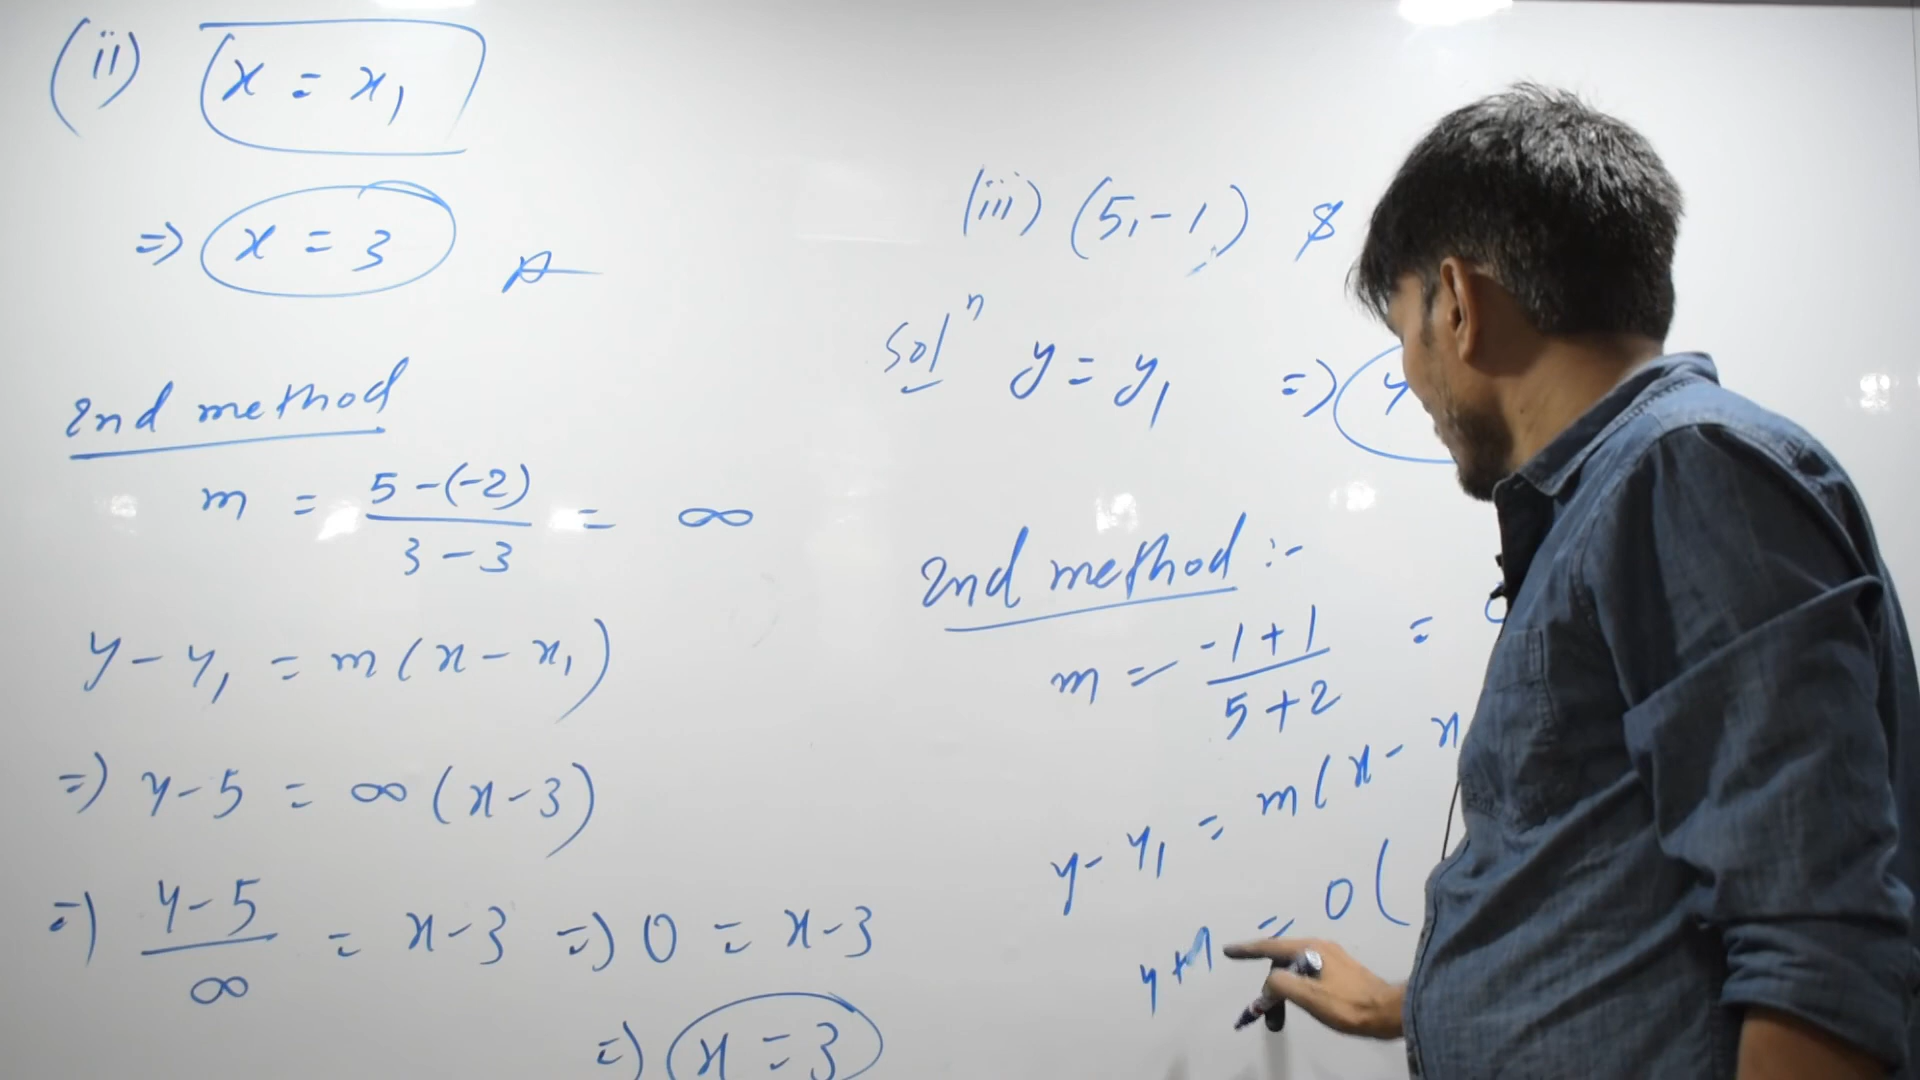 (ii) x = x₁
⇒ x = 3
2nd method
m = 5-(-2) / 3-3 = ∞
y - y₁ = m(x - x₁)
⇒ y-5 = ∞(x-3)
⇒ y-5 / ∞ = x-3 ⇒ 0 = x-3
⇒ x = 3
(iii) (5,-1) &
Solⁿ y = y₁ ⇒ y
2nd method :-
m = -1+1 / 5+2 =
y - y₁ = m(x - x
y+1 = 0(